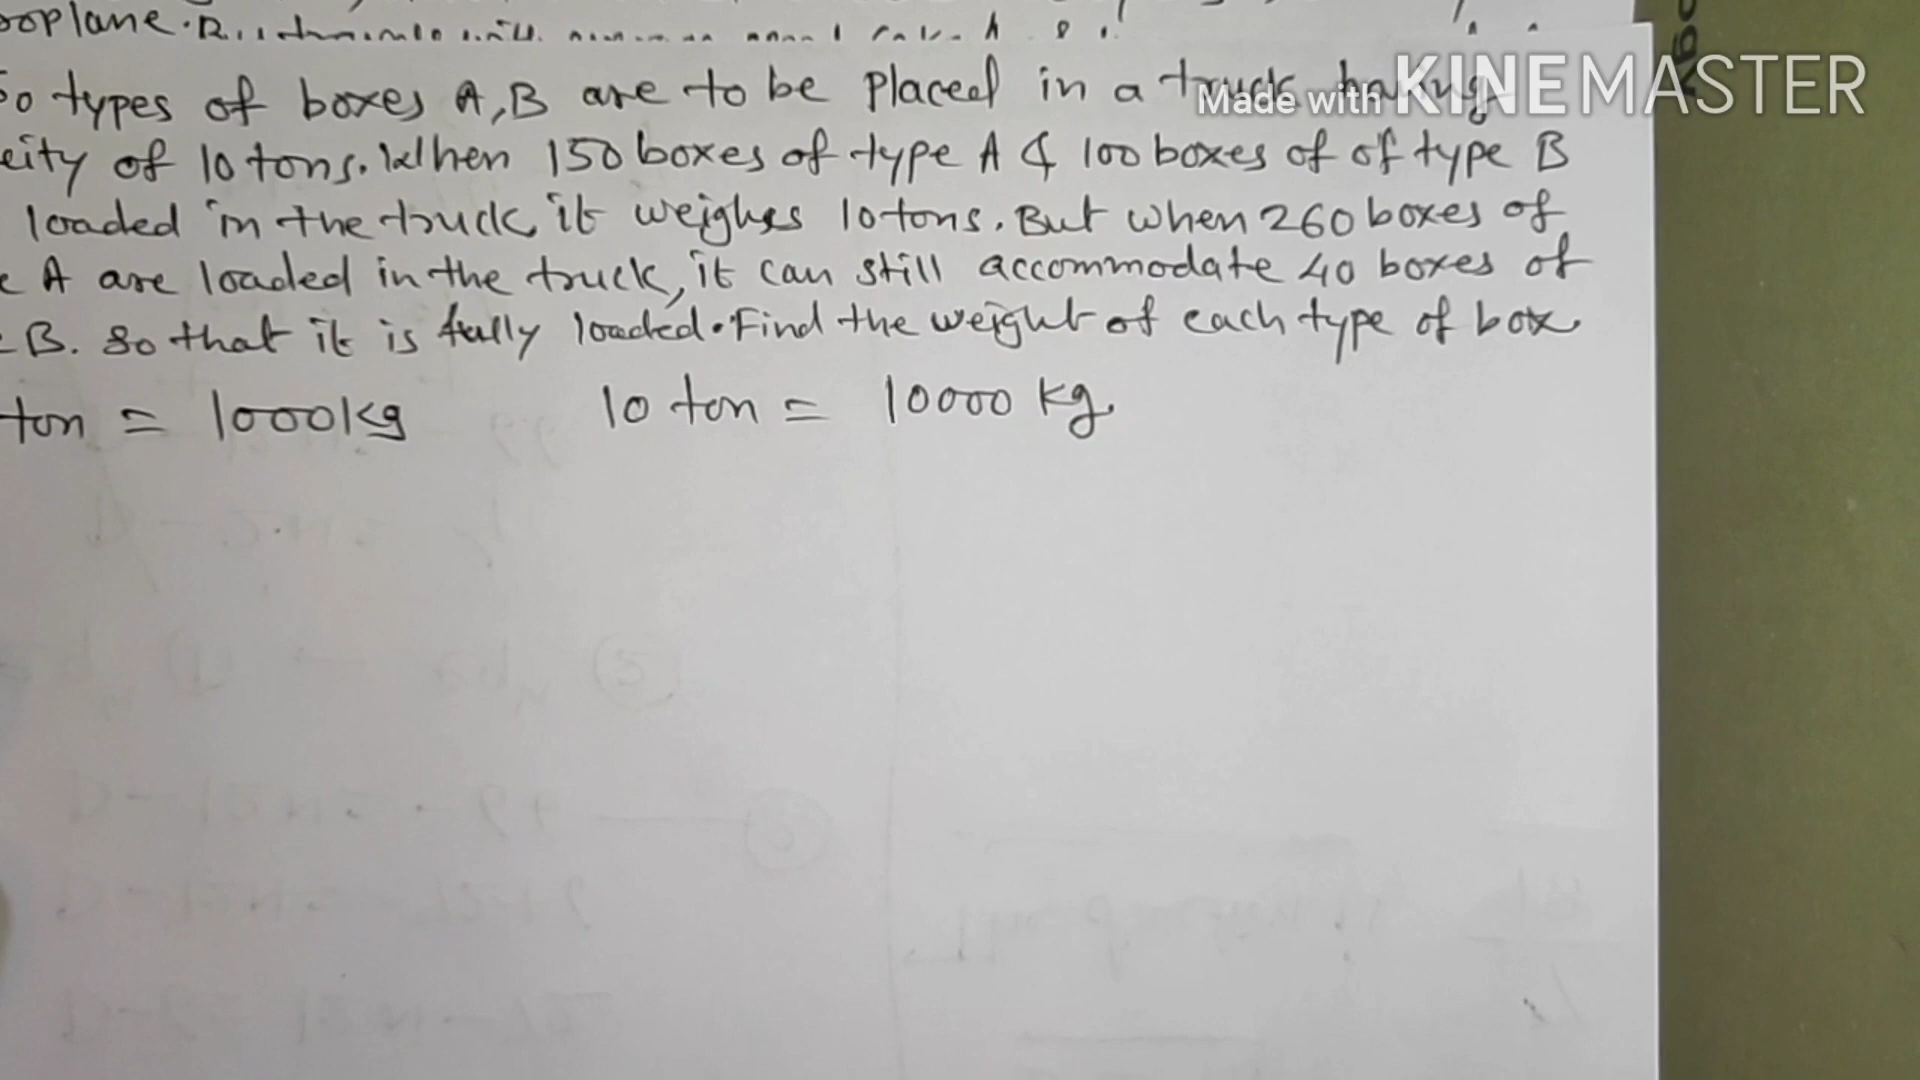 oplane.
types of boxes A,B are to be placed in a truck having
city of 10 tons. When 150 boxes of type A & 100 boxes of of type B
loaded in the truck, it weighs 10 tons. But when 260 boxes of
A are loaded in the truck, it can still accommodate 40 boxes of
B. so that it is fully loaded. Find the weight of each type of box
ton = 1000kg 10 ton = 10000 kg.
Made with KINEMASTER